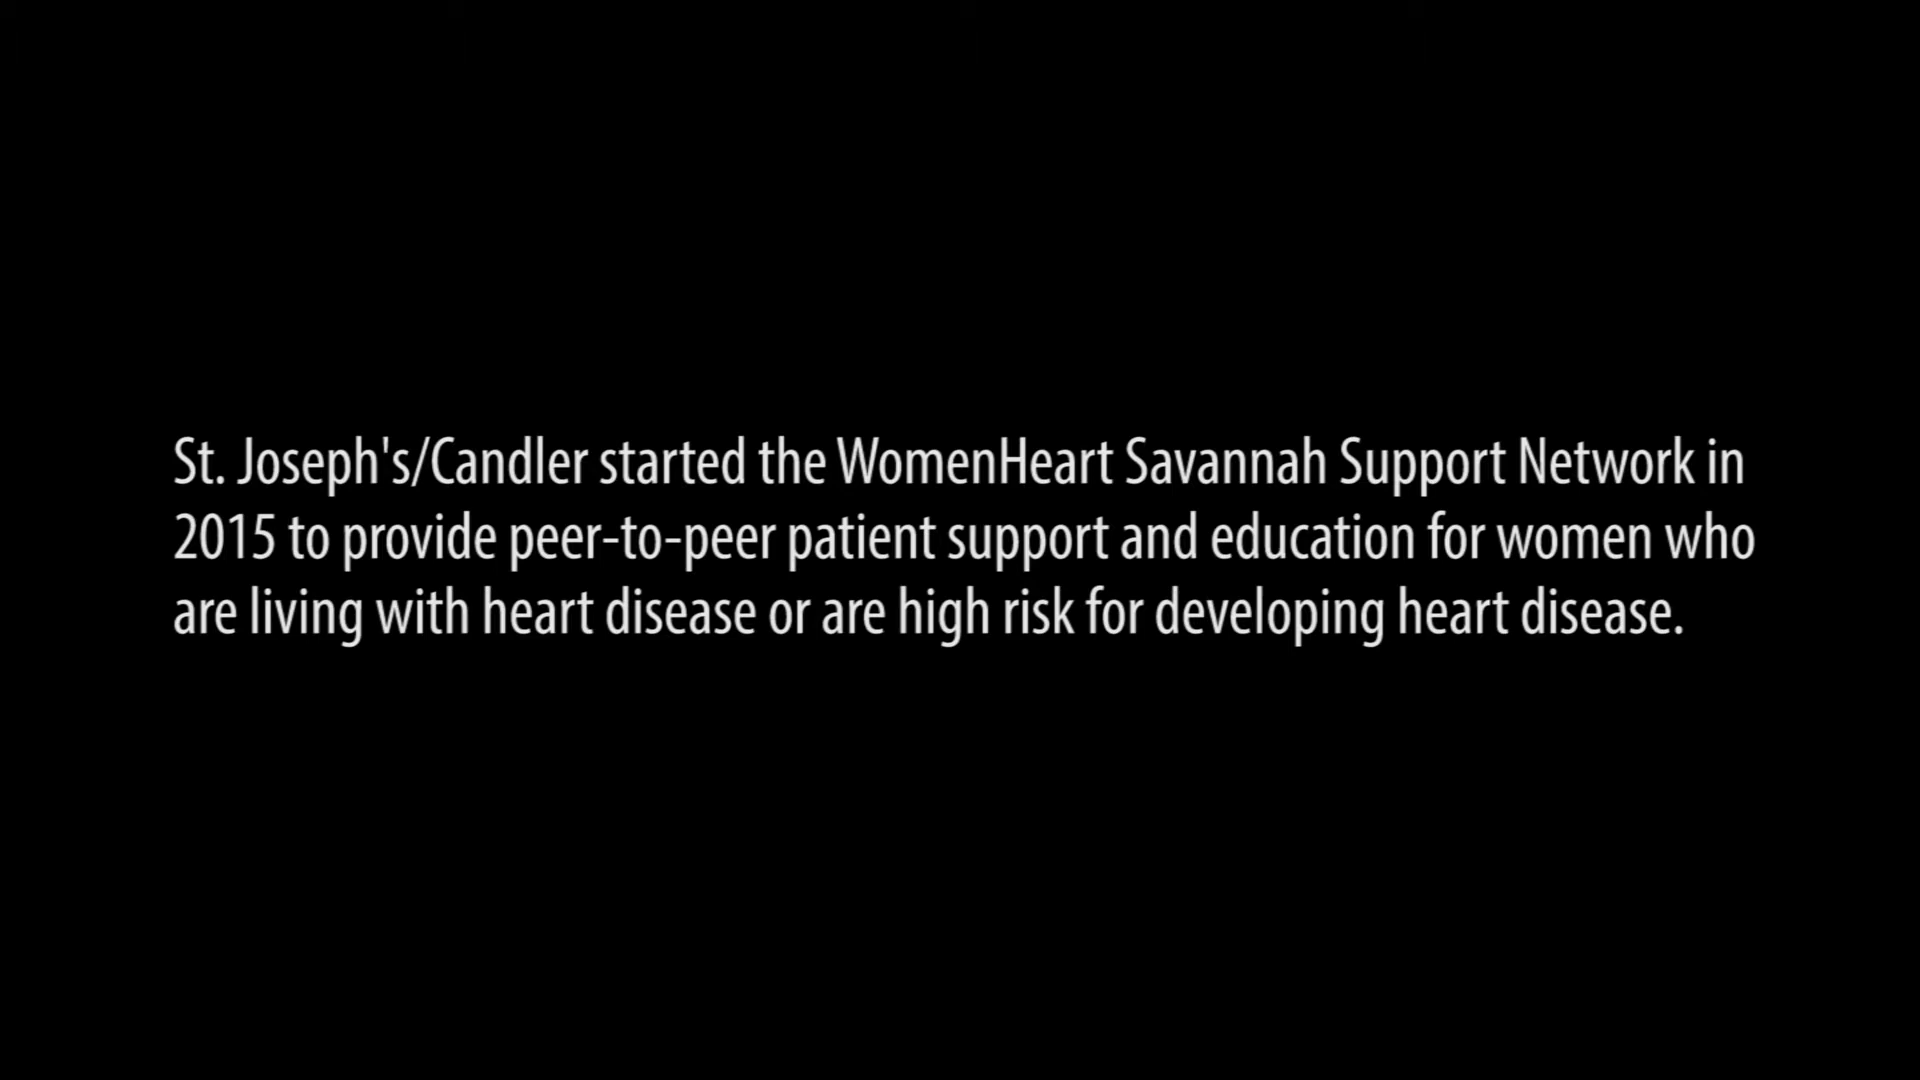 St. Joseph's/Candler started the WomenHeart Savannah Support Network in
2015 to provide peer-to-peer patient support and education for women who
are living with heart disease or are high risk for developing heart disease.